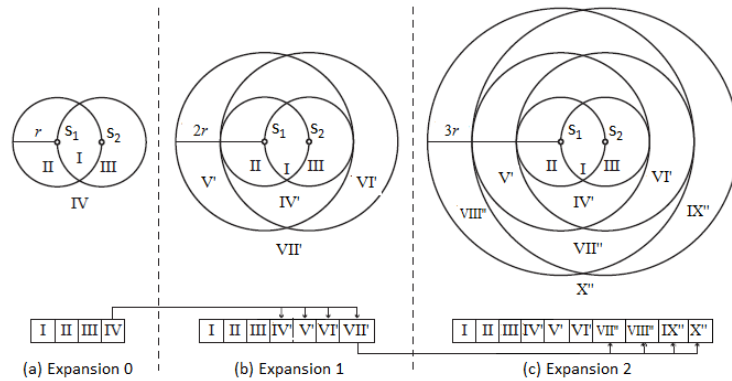 r S₁ S₂
II I III
IV
I II III IV
(a) Expansion 0
2r S₁ S₂
II I III
V' IV' VI'
VII'
I II III IV' V' VI' VII'
(b) Expansion 1
3r S₁ S₂
II I III
V' IV' VI'
VIII" VII" IX"
X"
I II III IV' V' VI' VII" VIII" IX" X"
(c) Expansion 2